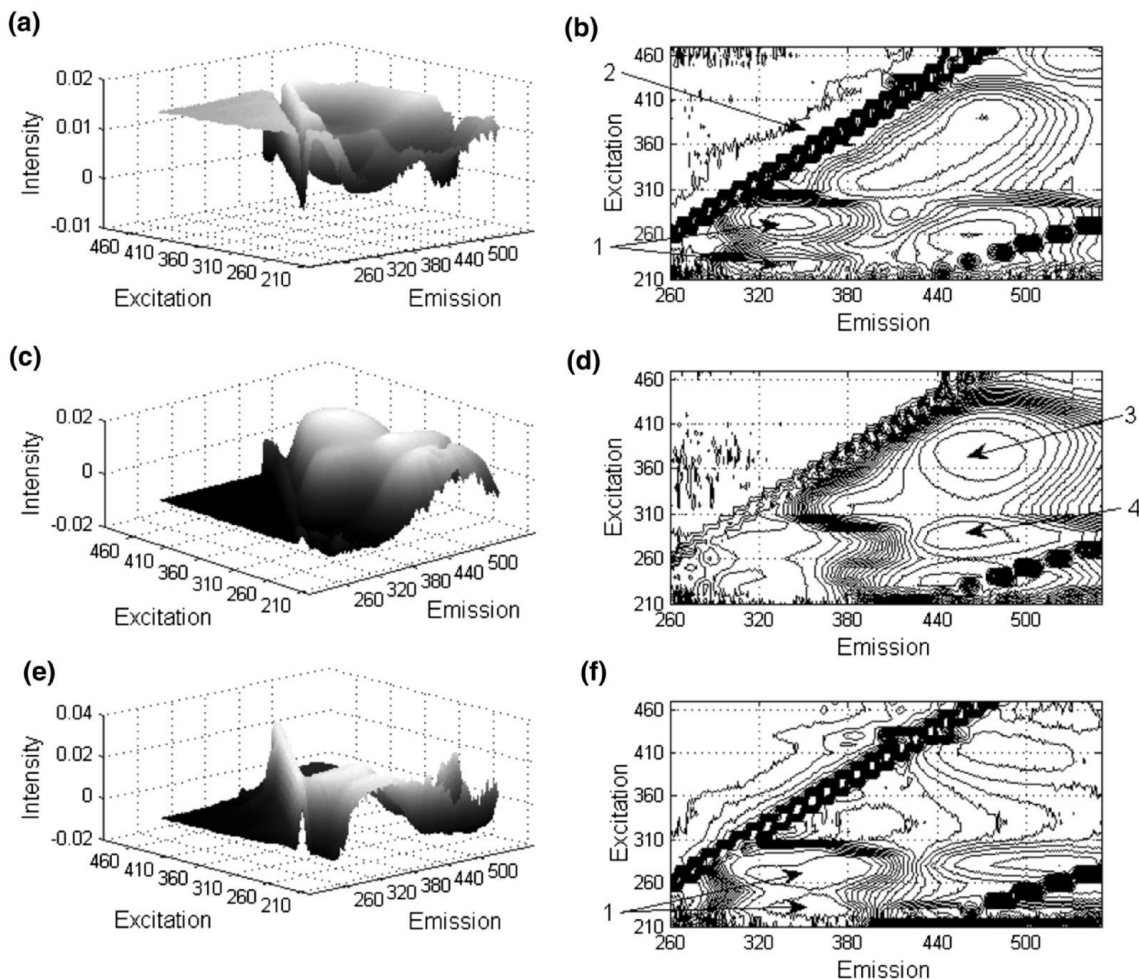 (a)
0.02
0.01
0
-0.01
Intensity
460 410 360 310 260 210
Excitation
260 320 380 440 500
Emission
(b)
460
410
360
310
260
210
Excitation
260 320 380 440 500
Emission
2
1
(c)
0.02
0
-0.02
Intensity
460 410 360 310 260 210
Excitation
260 320 380 440 500
Emission
(d)
460
410
360
310
260
210
Excitation
260 320 380 440 500
Emission
3
4
(e)
0.04
0.02
0
-0.02
Intensity
460 410 360 310 260 210
Excitation
260 320 380 440 500
Emission
(f)
460
410
360
310
260
210
Excitation
260 320 380 440 500
Emission
1